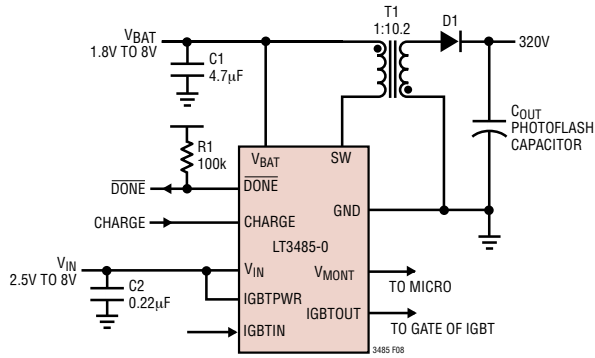 T1
1:10.2
D1
320V
VBAT
1.8V TO 8V
C1
4.7µF
COUT
PHOTOFLASH
CAPACITOR
R1
100k
VBAT
SW
DONE
DONE
CHARGE
CHARGE
GND
LT3485-0
VIN
2.5V TO 8V
VIN
C2
0.22µF
IGBTPWR
VMONT
TO MICRO
IGBTIN
IGBTOUT
TO GATE OF IGBT
3485 F08